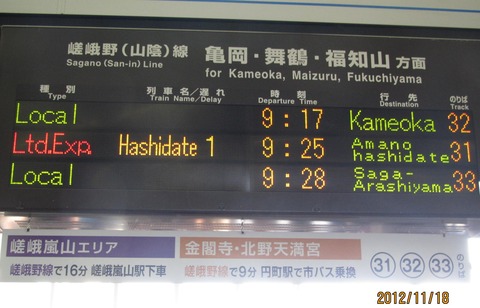 嵯峨野(山陰)線 亀岡・舞鶴・福知山 方面
Sagano (San-in) Line for Kameoka, Maizuru, Fukuchiyama
種別 列車名/遅れ 時刻 行先 のりば
Type Train Name/Delay Departure Time Destination Track
Local 9:17 Kameoka 32
Ltd.Exp. Hashidate 1 9:25 Amanohashidate 31
Local 9:28 Saga-Arashiyama 33
嵯峨嵐山エリア 金閣寺・北野天満宮
嵯峨野線で16分 嵯峨嵐山駅下車 嵯峨野線で9分 円町駅で市バス乗換 31 32 33 のりば
2012/11/18